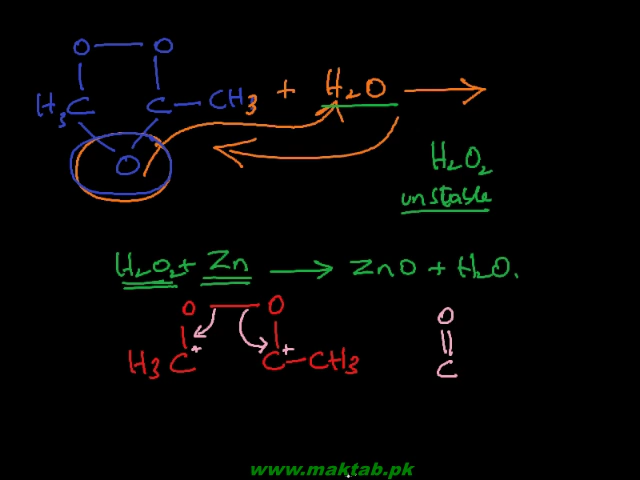 O — O
H3C C — CH3 + H2O →
O
H2O2
unstable
H2O2 + Zn → ZnO + H2O.
O — O O
H3C+ C+ — CH3 C
www.maktab.pk